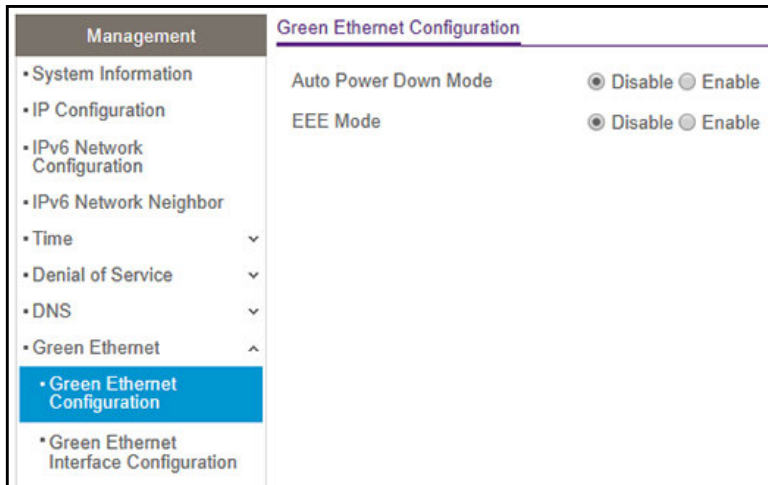 Management
System Information
IP Configuration
IPv6 Network
Configuration
IPv6 Network Neighbor
Time
Denial of Service
DNS
Green Ethernet
Green Ethernet
Configuration
Green Ethernet
Interface Configuration
Green Ethernet Configuration
Auto Power Down Mode Disable Enable
EEE Mode Disable Enable